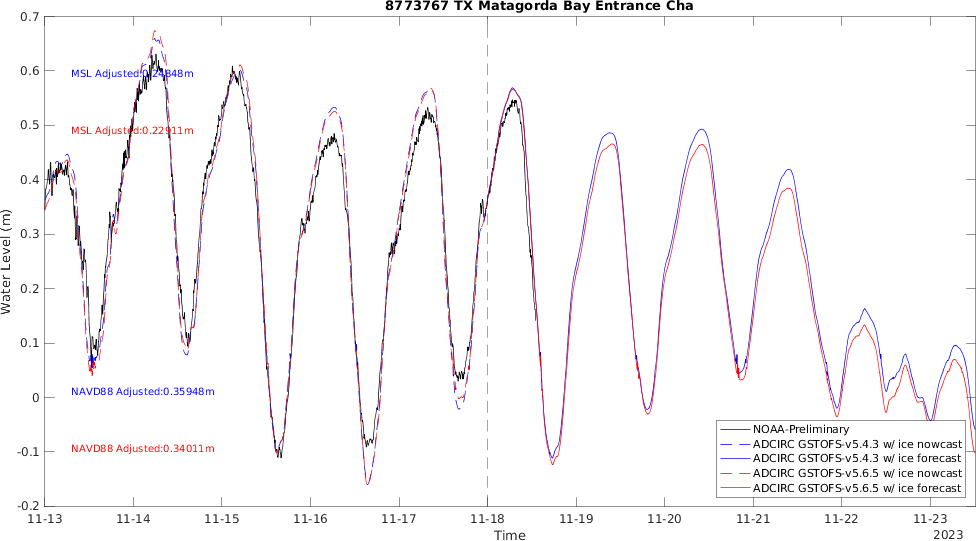 8773767 TX Matagorda Bay Entrance Cha
0.7
0.6
0.5
0.4
0.3
0.2
0.1
0
-0.1
-0.2
Water Level (m)
MSL Adjusted:0.24848m
MSL Adjusted:0.22911m
NAVD88 Adjusted:0.35948m
NAVD88 Adjusted:0.34011m
NOAA-Preliminary
ADCIRC GSTOFS-v5.4.3 w/ ice nowcast
ADCIRC GSTOFS-v5.4.3 w/ ice forecast
ADCIRC GSTOFS-v5.6.5 w/ ice nowcast
ADCIRC GSTOFS-v5.6.5 w/ ice forecast
11-13 11-14 11-15 11-16 11-17 11-18 11-19 11-20 11-21 11-22 11-23
Time
2023